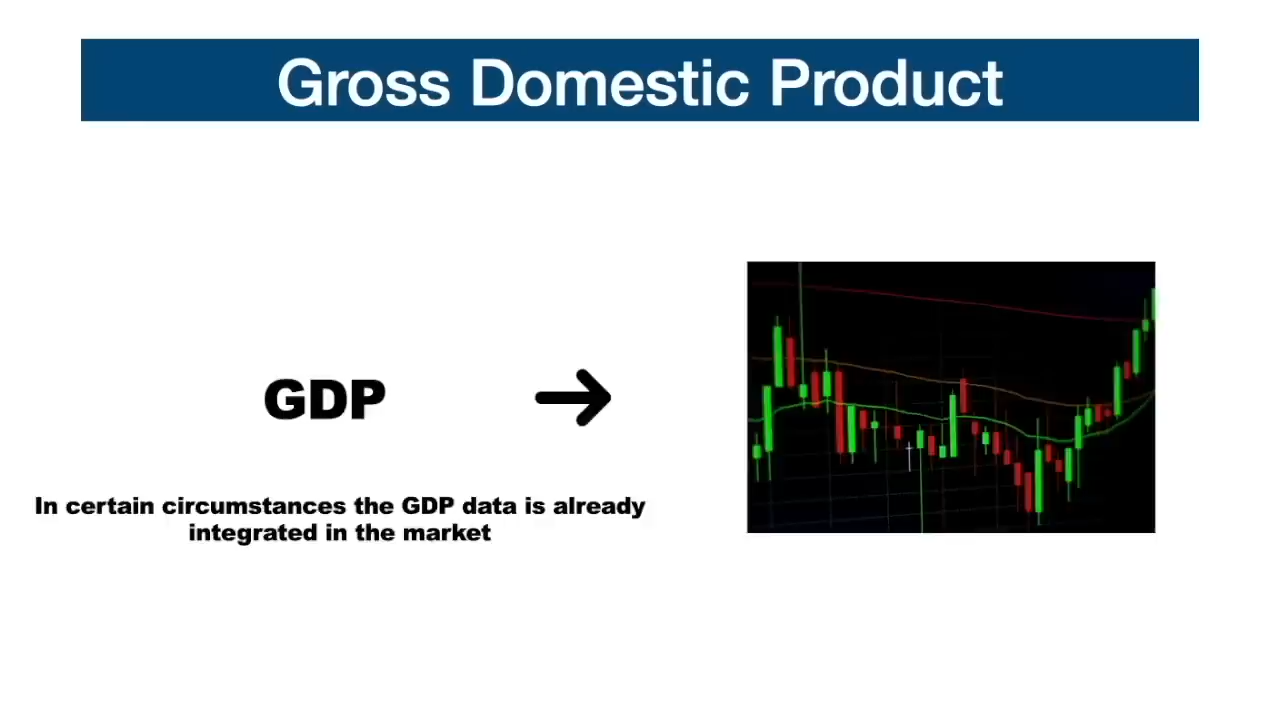 Gross Domestic Product
GDP
In certain circumstances the GDP data is already
integrated in the market